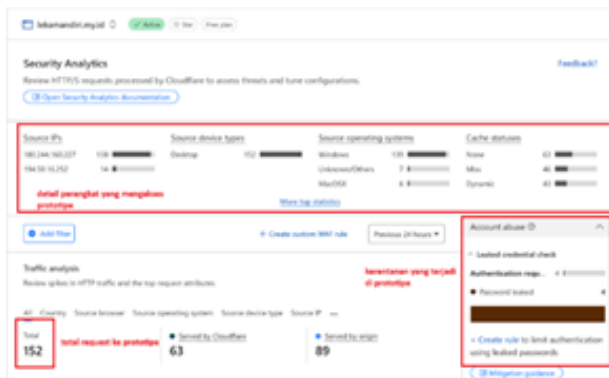 lekamandiri.my.id Active Star Free plan
Security Analytics
Feedback?
Review HTTP/S requests processed by Cloudflare to assess threats and tune configurations.
Open Security Analytics documentation
Source IPs Source device types Source operating systems Cache statuses
138 Desktop 152 Windows 139 None 63
14 Unknown/Others 7 Miss 46
MacOSX 6 Dynamic 43
detail perangkat yang mengakses
prototipe
More top statistics
Add filter
Create custom WAF rule
Previous 24 hours
Account abuse
Leaked credential check
Authentication requ... 4
Password leaked 4
Create rule to limit authentication
using leaked passwords
Mitigation guidance
kerentanan yang terjadi
di prototipe
Traffic analysis
Review spikes in HTTP traffic and the top request attributes.
All Country Source browser Source operating system Source device type Source IP ...
Total
152
total request ke prototipe
Served by Cloudflare
63
Served by origin
89